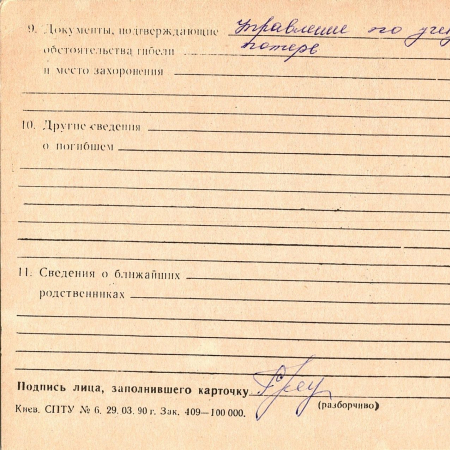 9. Документы, подтверждающие управление по уче
обстоятельства гибели потерь
и место захоронения
10. Другие сведения
о погибшем
11. Сведения о ближайших
родственниках
Подпись лица, заполнившего карточку
(разборчиво)
Киев. СПТУ № 6. 29. 03. 90 г. Зак. 409—100 000.